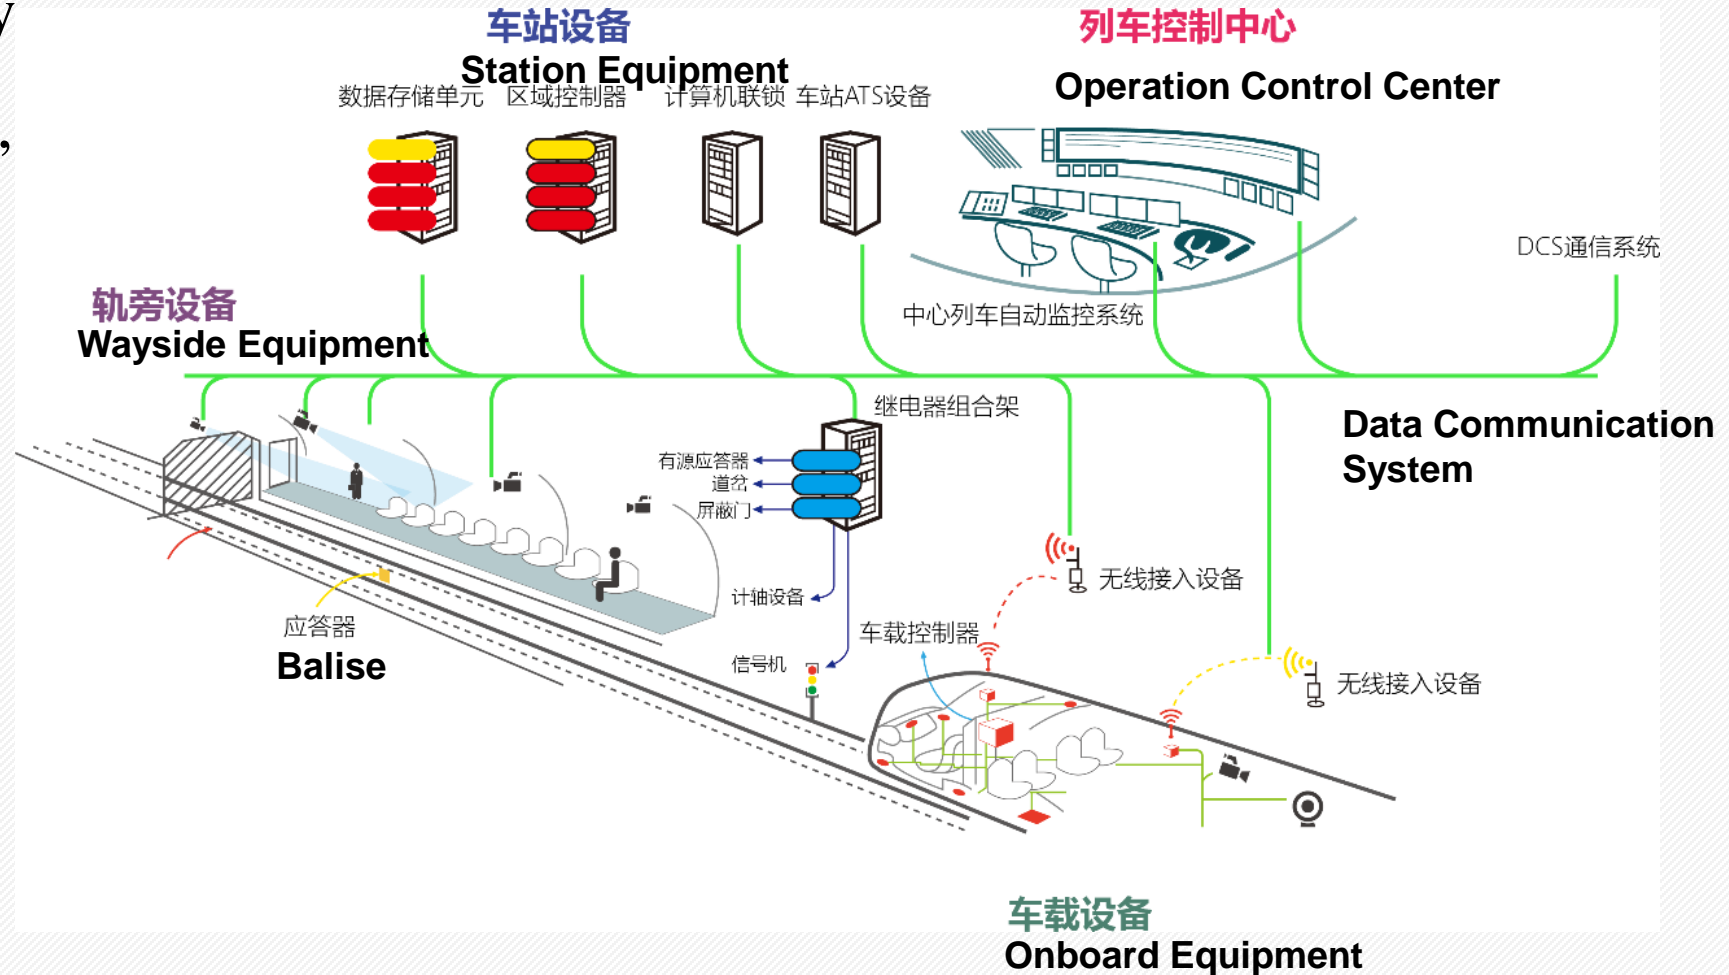 y
,
车站设备
Station Equipment
数据存储单元 区域控制器 计算机联锁 车站ATS设备
列车控制中心
Operation Control Center
DCS通信系统
中心列车自动监控系统
轨旁设备
Wayside Equipment
继电器组合架
有源应答器
道岔
屏蔽门
Data Communication
System
计轴设备
无线接入设备
应答器
Balise
车载控制器
信号机
无线接入设备
车载设备
Onboard Equipment